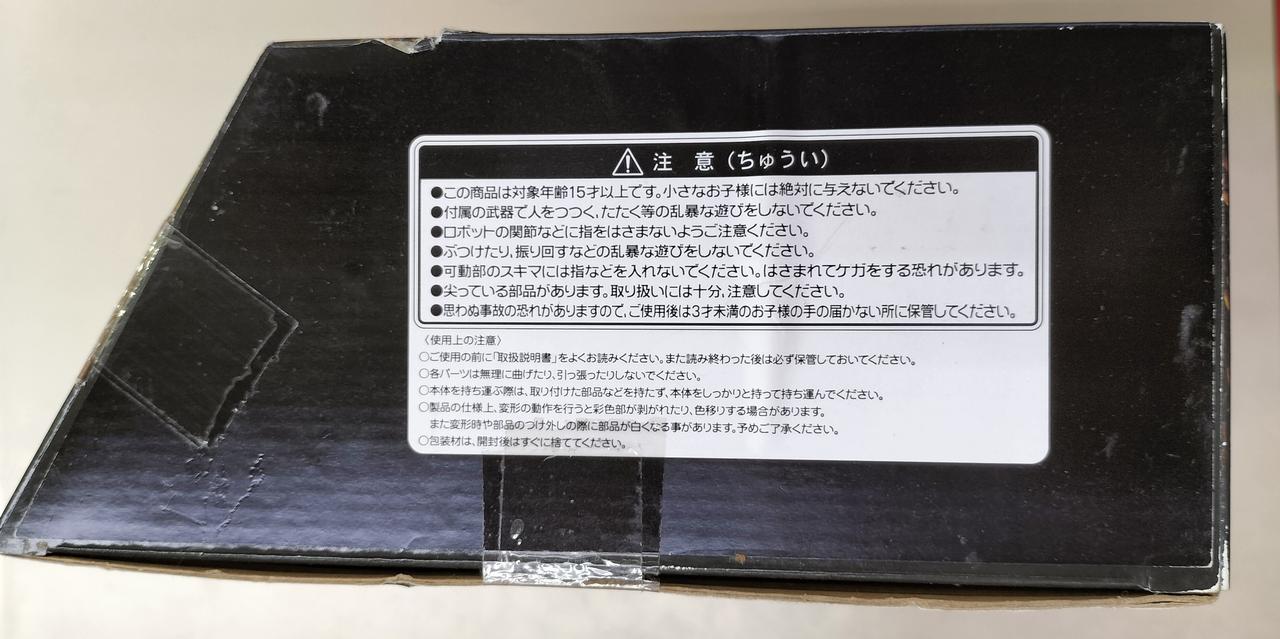 注 意 (ちゅうい)
●この商品は対象年齢15才以上です。小さなお子様には絶対に与えないでください。
●付属の武器で人をつつく、たたく等の乱暴な遊びをしないでください。
●ロボットの関節などに指をはさまないようご注意ください。
●ぶつけたり、振り回すなどの乱暴な遊びをしないでください。
●可動部のスキマには指などを入れないでください。はさまれてケガをする恐れがあります。
●尖っている部品があります。取り扱いには十分、注意してください。
●思わぬ事故の恐れがありますので、ご使用後は3才未満のお子様の手の届かない所に保管してください。
〈使用上の注意〉
○ご使用の前に「取扱説明書」をよくお読みください。また読み終わった後は必ず保管しておいてください。
○各パーツは無理に曲げたり、引っ張ったりしないでください。
○本体を持ち運ぶ際は、取り付けた部品などを持たず、本体をしっかりと持って持ち運んでください。
○製品の仕様上、変形の動作を行うと彩色部が剥がれたり、色移りする場合があります。
また変形時や部品のつけ外しの際に部品が白くなる事があります。予めご了承ください。
○包装材は、開封後はすぐに捨ててください。